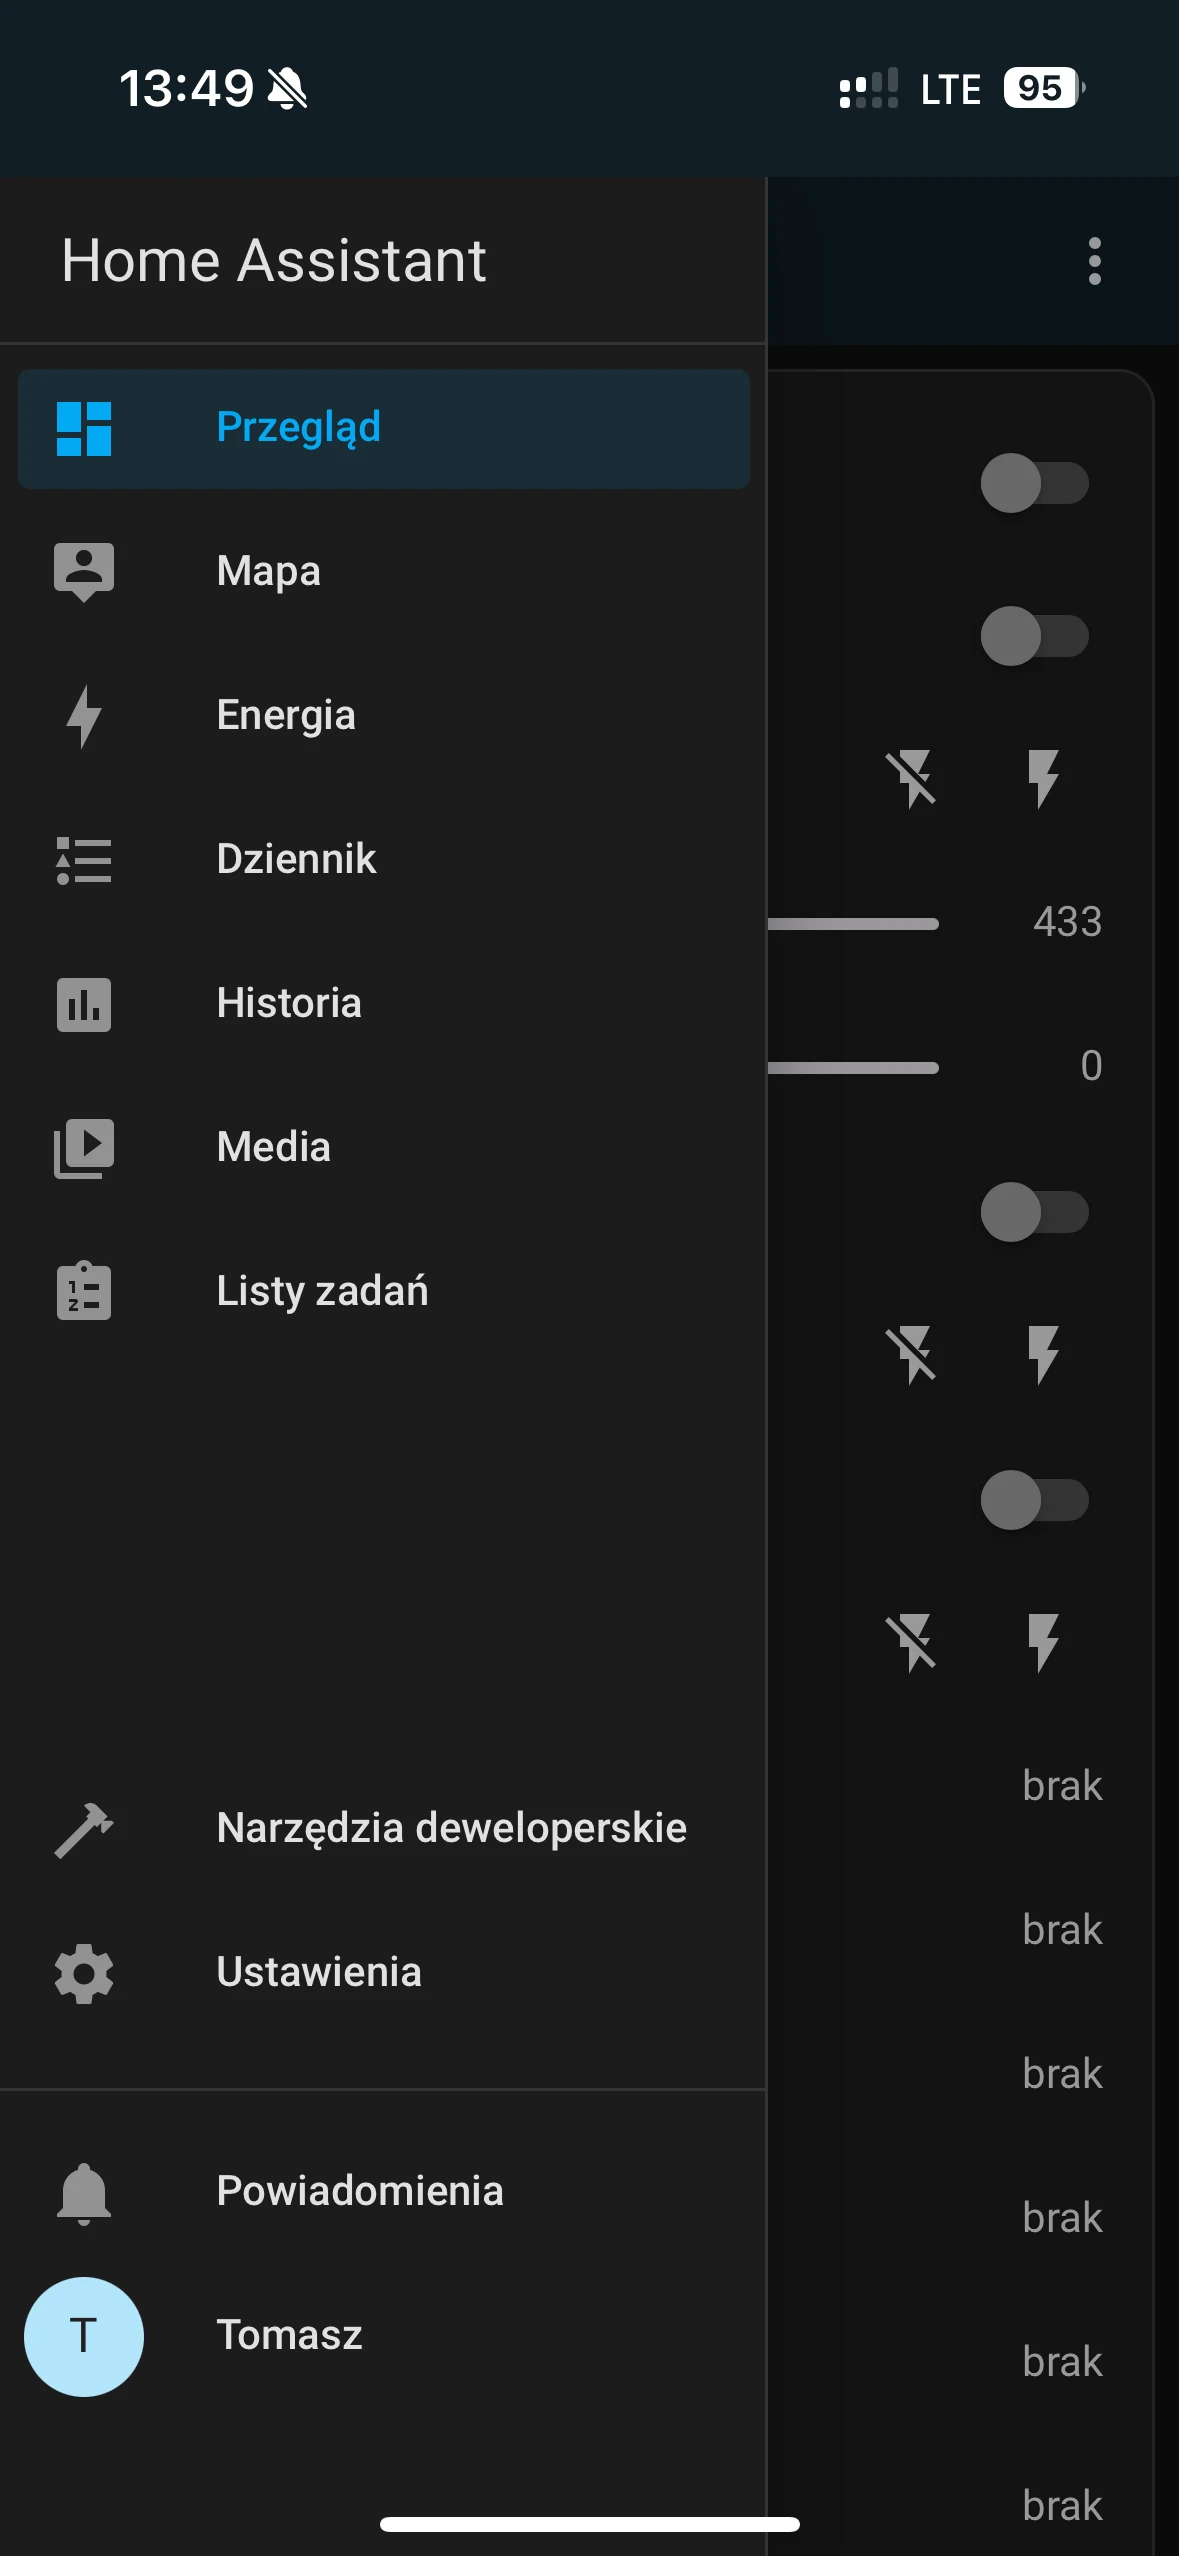 13:49 LTE 95
Home Assistant
Przegląd
Mapa
Energia
Dziennik
433
Historia
0
Media
Listy zadań
brak
Narzędzia deweloperskie
brak
Ustawienia
brak
Powiadomienia
brak
T Tomasz
brak
brak